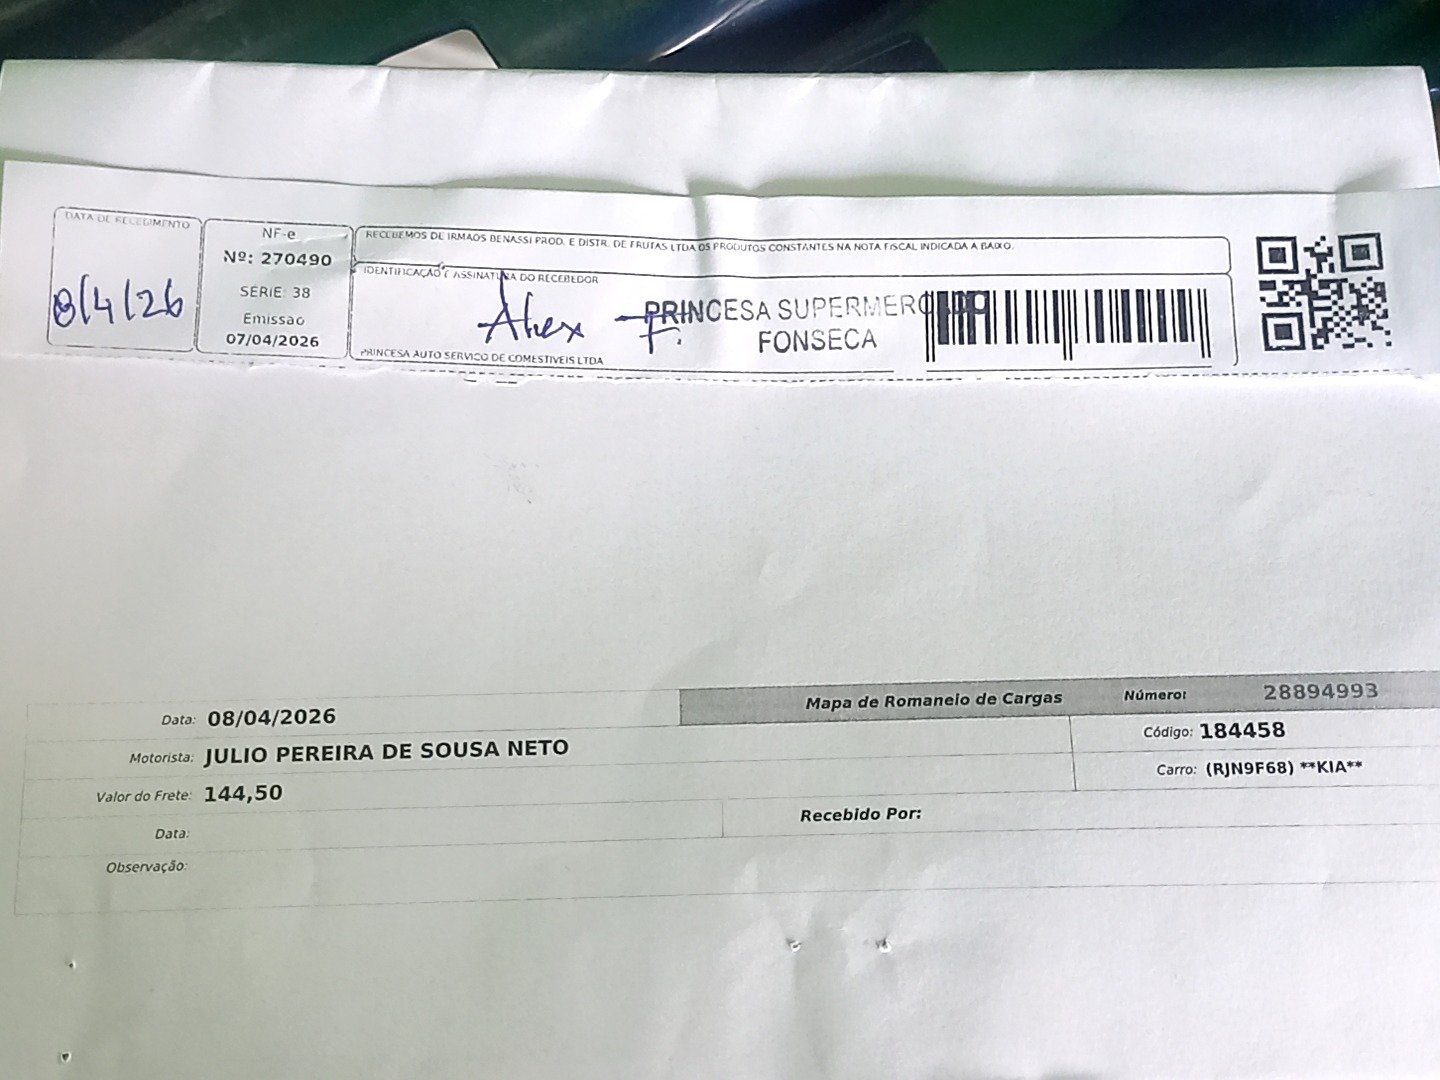 DATA DE RECEBIMENTO
8/4/26
NF-e
Nº: 270490
SÉRIE: 38
Emissao
07/04/2026
RECEBEMOS DE IRMAOS BENASSI PROD. E DISTR. DE FRUTAS LTDA OS PRODUTOS CONSTANTES NA NOTA FISCAL INDICADA A BAIXO.
IDENTIFICAÇÃO E ASSINATURA DO RECEBEDOR
Alex F.
PRINCESA SUPERMERCADO
FONSECA
PRINCESA AUTO SERVICO DE COMESTIVEIS LTDA
Mapa de Romaneio de Cargas Número: 28894993
Data: 08/04/2026
Código: 184458
Motorista: JULIO PEREIRA DE SOUSA NETO
Carro: (RJN9F68) **KIA**
Valor do Frete: 144,50
Recebido Por:
Data:
Observação: